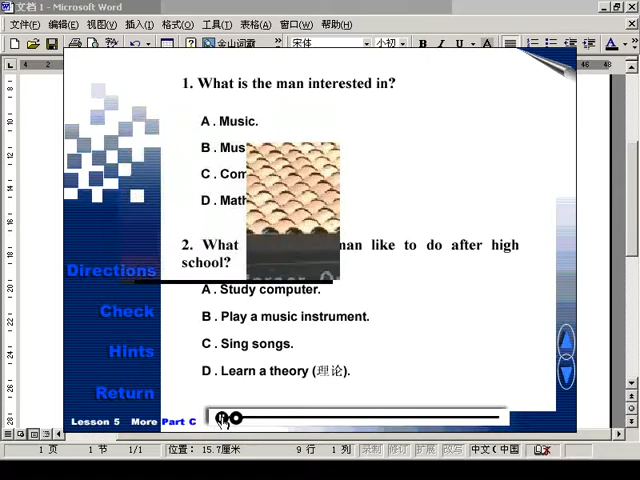 文档 1 - Microsoft Word
文件(F) 编辑(E) 视图(V) 插入(I) 格式(O) 工具(T) 表格(A) 窗口(W) 帮助(H)
金山词霸 宋体 小初 B I U A A
4 2 46 48
1. What is the man interested in?
A . Music.
B . Mus
C . Com
D . Math
2. What man like to do after high
school?
A . Study computer.
B . Play a music instrument.
C . Sing songs.
D . Learn a theory (理论).
Directions
Check
Hints
Return
Lesson 5 More Part C
1 页 1 节 1/1 位置: 15.7厘米 9 行 1 列 录制 修订 扩展 改写 中文(中国